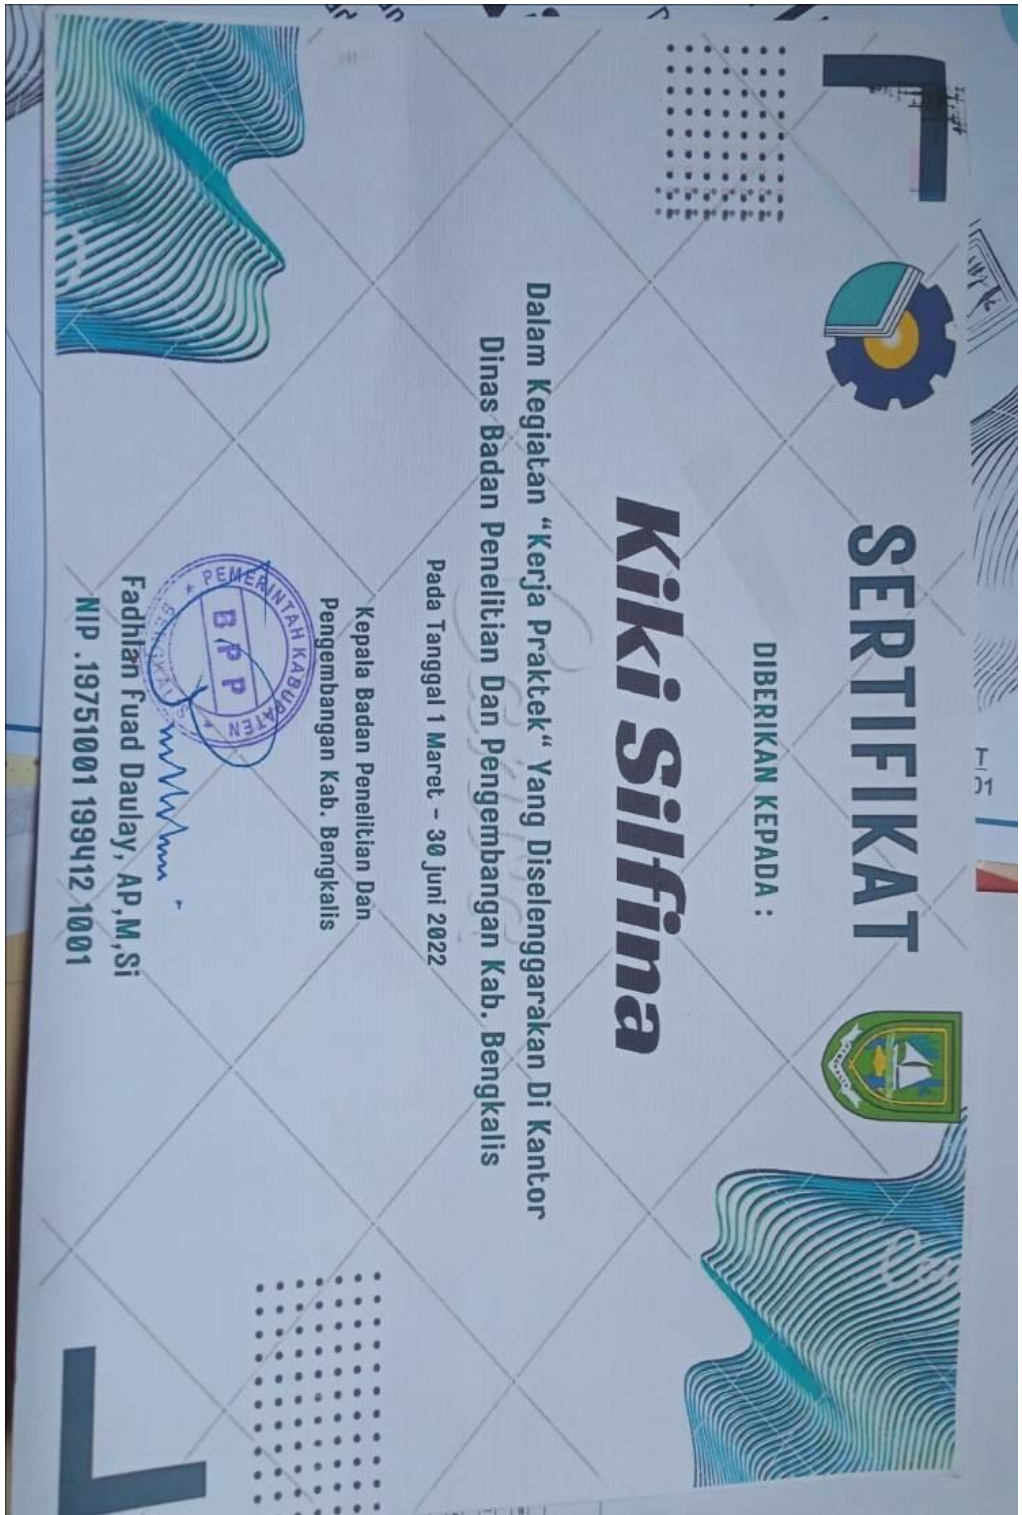 SERTIFIKAT
DIBERIKAN KEPADA :
Kiki Silfina
Dalam Kegiatan “Kerja Praktek“ Yang Diselenggarakan Di Kantor
Dinas Badan Penelitian Dan Pengembangan Kab. Bengkalis
Pada Tanggal 1 Maret - 30 juni 2022
Kepala Badan Penelitian Dan
Pengembangan Kab. Bengkalis
PEMERINTAH KABUPATEN
BPP
BENGKALIS
Fadhlan Fuad Daulay, AP,M,Si
NIP .19751001 199412 1001